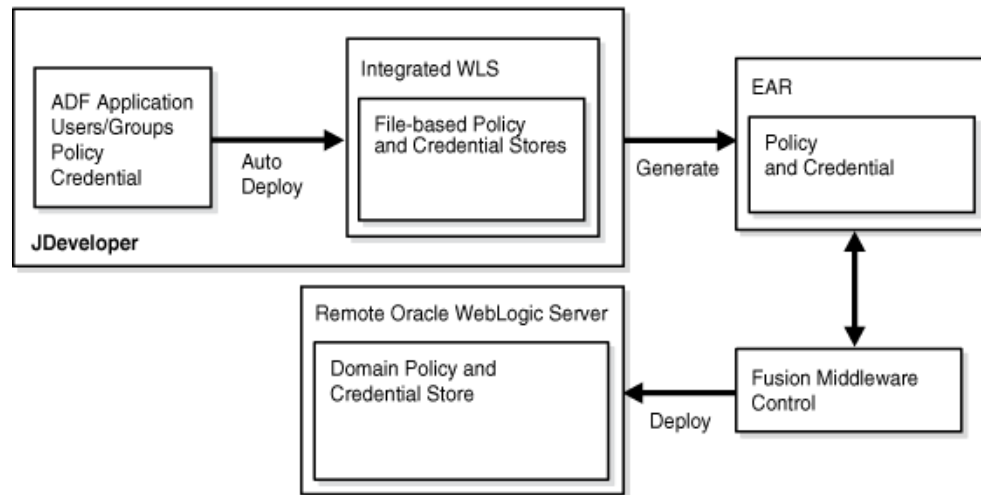 ADF Application
Users/Groups
Policy
Credential
JDeveloper
Auto
Deploy
Integrated WLS
File-based Policy
and Credential Stores
Generate
EAR
Policy
and Credential
Remote Oracle WebLogic Server
Domain Policy and
Credential Store
Deploy
Fusion Middleware
Control